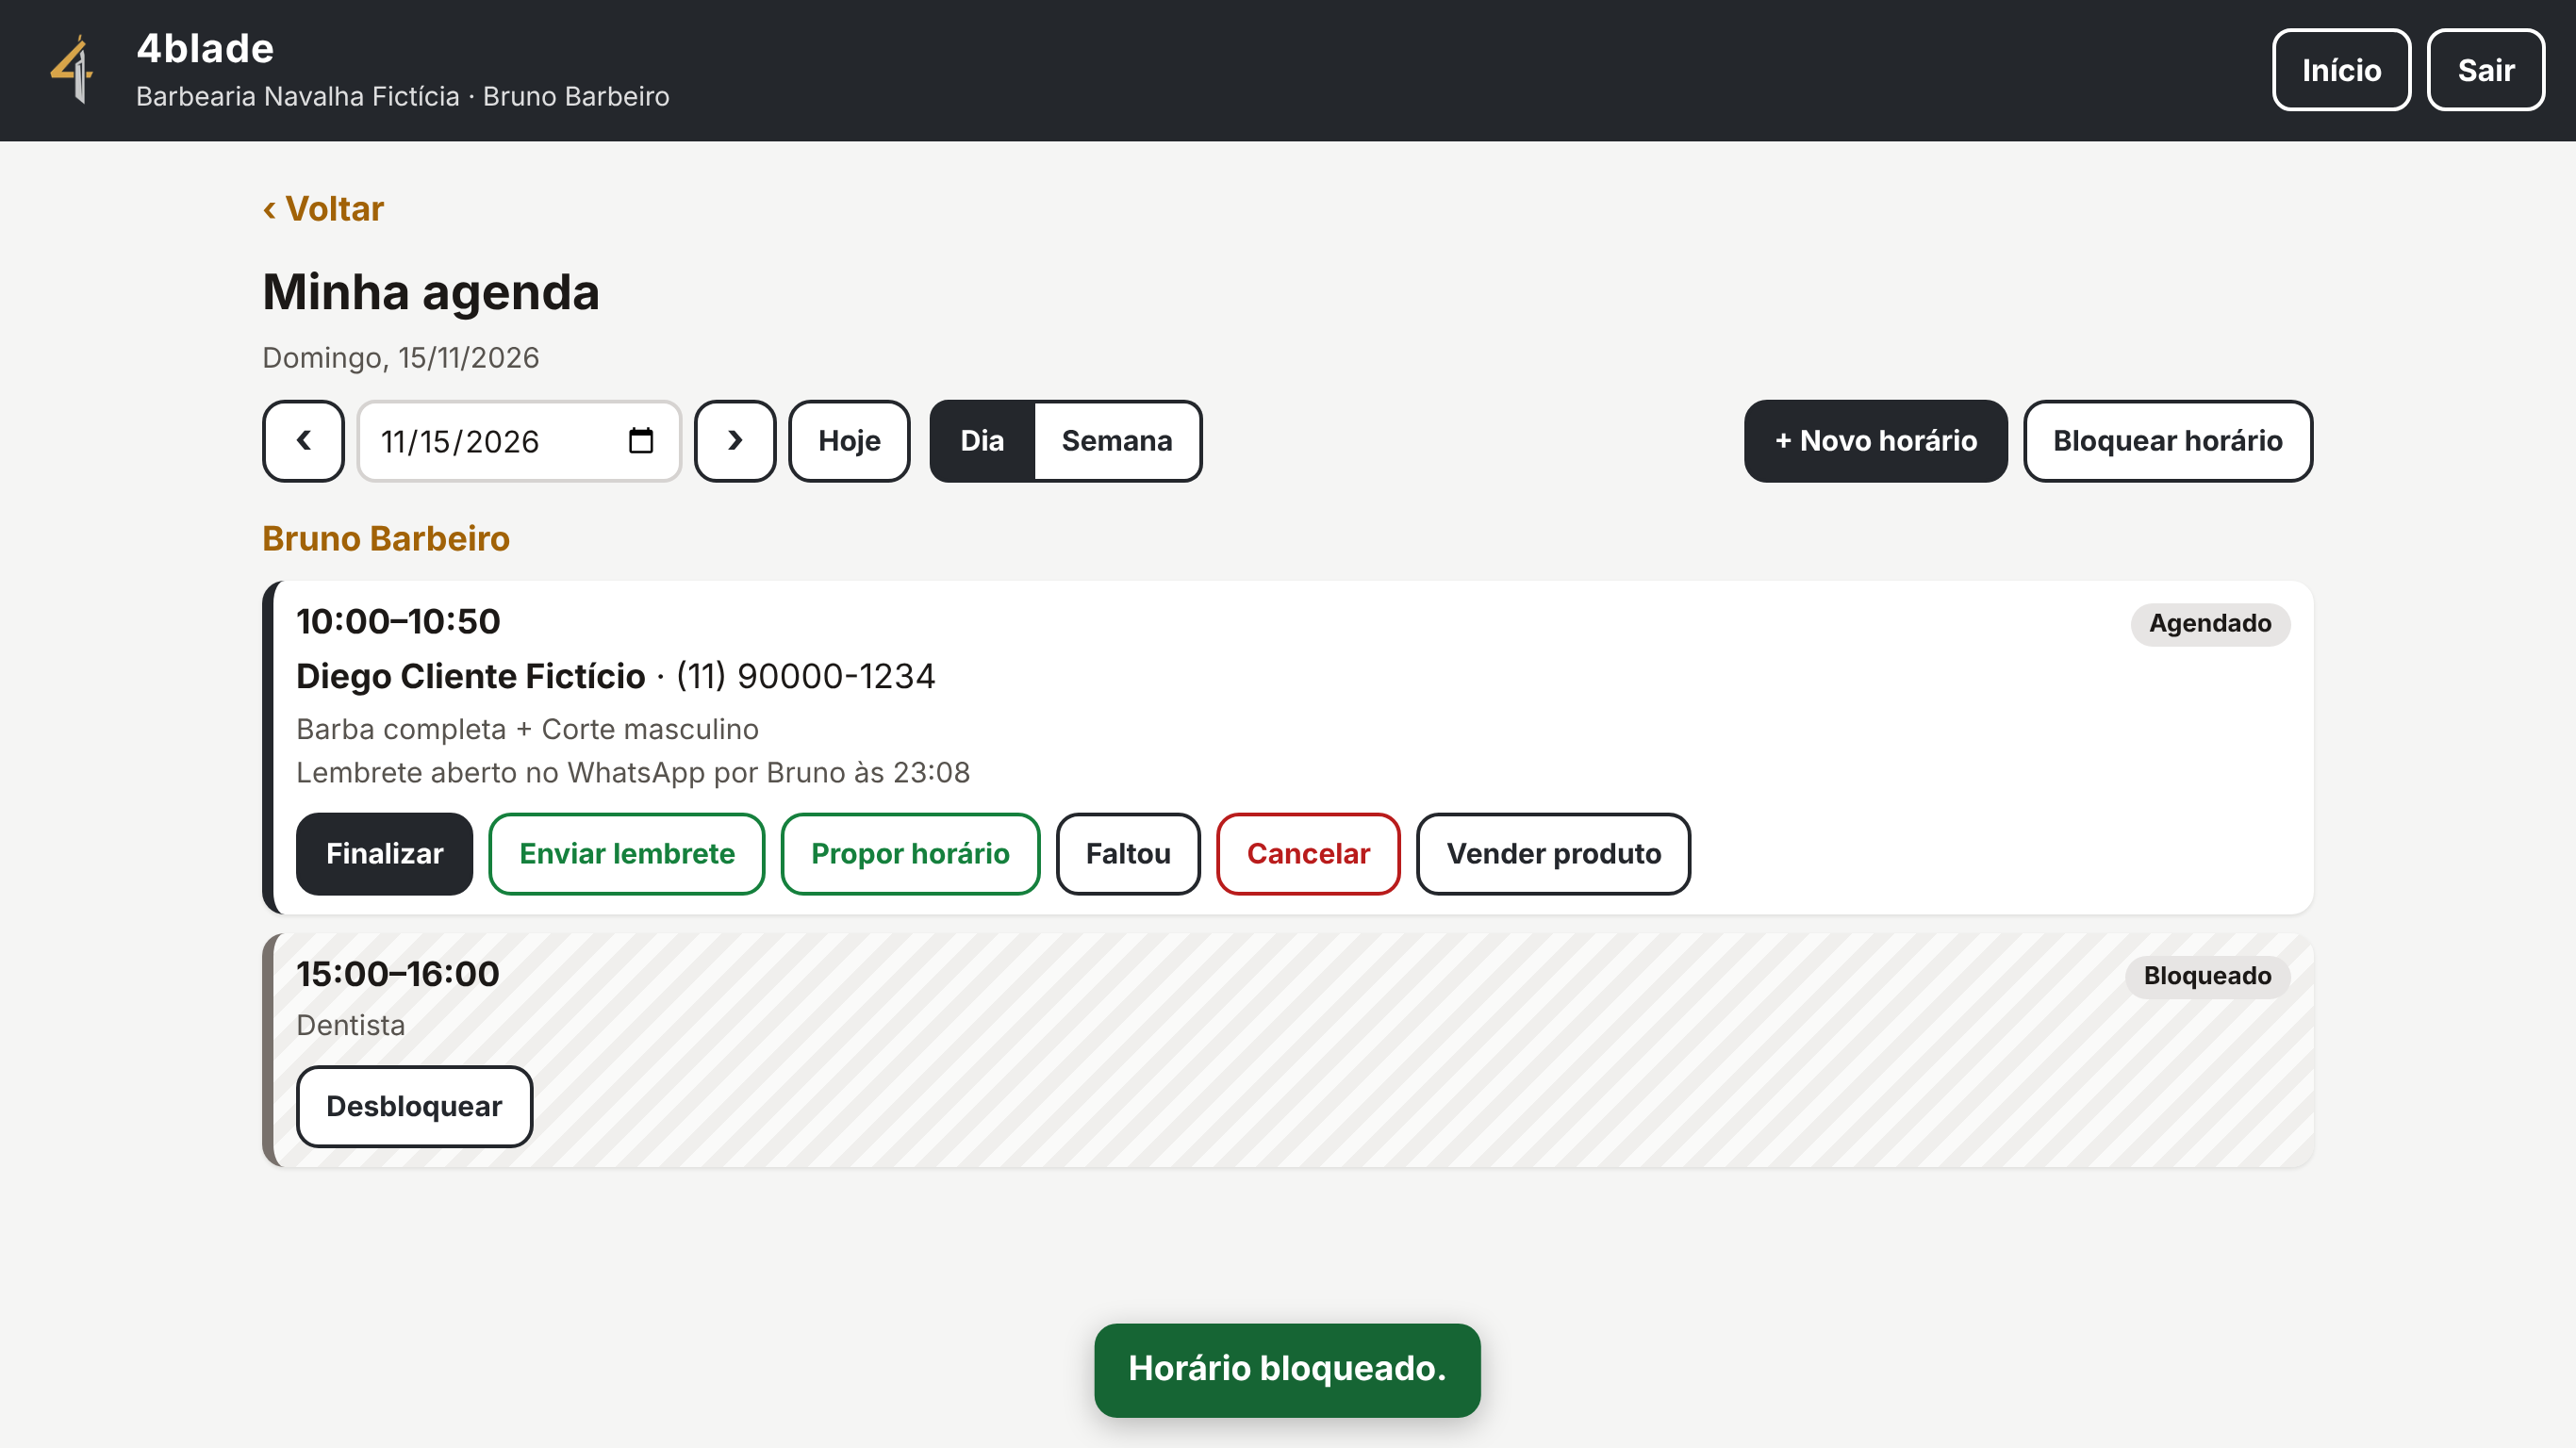 4blade
Barbearia Navalha Fictícia · Bruno Barbeiro
Início
Sair
‹ Voltar
Minha agenda
Domingo, 15/11/2026
‹
11/15/2026
›
Hoje
Dia
Semana
+ Novo horário
Bloquear horário
Bruno Barbeiro
10:00–10:50
Agendado
Diego Cliente Fictício · (11) 90000-1234
Barba completa + Corte masculino
Lembrete aberto no WhatsApp por Bruno às 23:08
Finalizar
Enviar lembrete
Propor horário
Faltou
Cancelar
Vender produto
15:00–16:00
Bloqueado
Dentista
Desbloquear
Horário bloqueado.